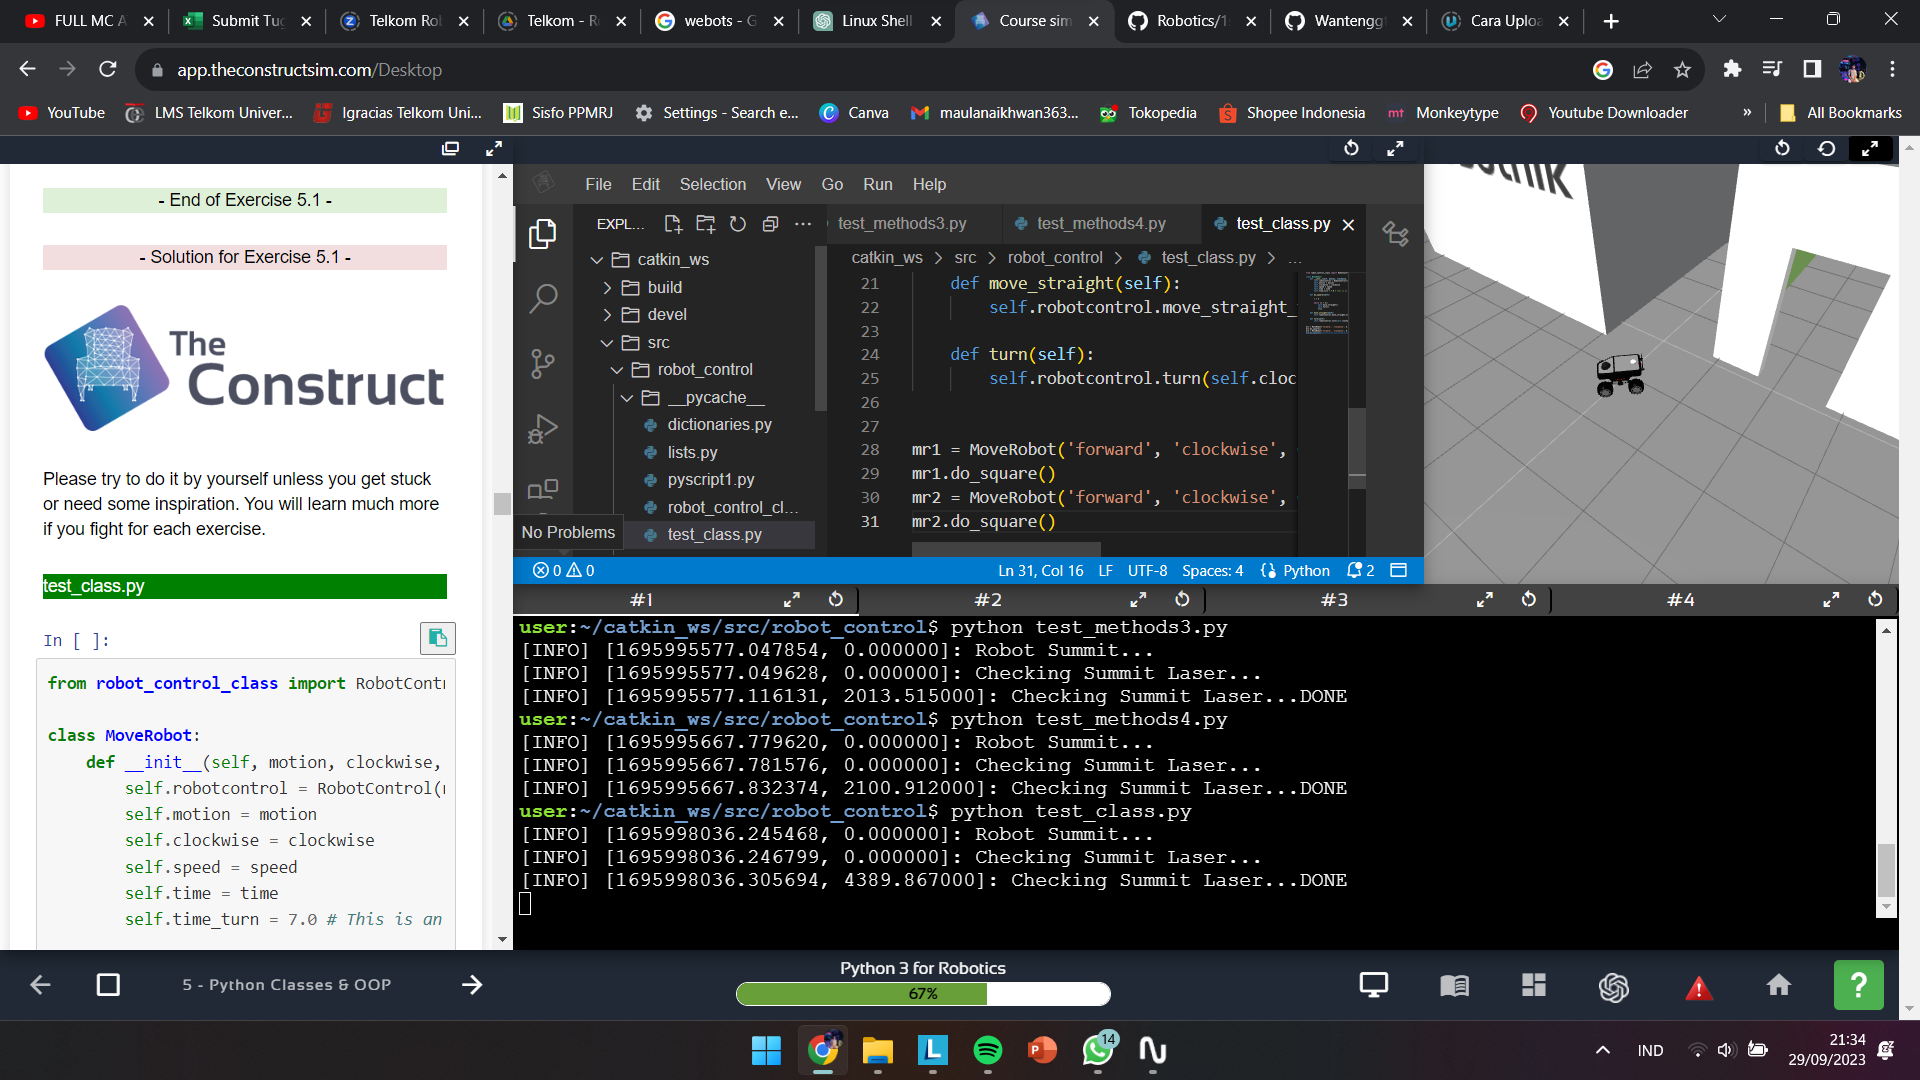 FULL MC A
Submit Tug
Telkom Rob
Telkom - R
webots - G
Linux Shell
Course sim
Robotics/1
Wantengg
Cara Uploa
app.theconstructsim.com/Desktop
YouTube
LMS Telkom Univer...
Igracias Telkom Uni...
Sisfo PPMRJ
Settings - Search e...
Canva
maulanaikhwan363...
Tokopedia
Shopee Indonesia
mt Monkeytype
Youtube Downloader
»
All Bookmarks
- End of Exercise 5.1 -
- Solution for Exercise 5.1 -
The
Construct
Please try to do it by yourself unless you get stuck
or need some inspiration. You will learn much more
if you fight for each exercise.
test_class.py
In [ ]:
from robot_control_class import RobotContr
class MoveRobot:
def __init__(self, motion, clockwise,
self.robotcontrol = RobotControl(r
self.motion = motion
self.clockwise = clockwise
self.speed = speed
self.time = time
self.time_turn = 7.0 # This is an
File Edit Selection View Go Run Help
EXPL...
catkin_ws
build
devel
src
robot_control
__pycache__
dictionaries.py
lists.py
pyscript1.py
robot_control_cl...
test_class.py
No Problems
test_methods3.py
test_methods4.py
test_class.py
catkin_ws > src > robot_control > test_class.py > ...
21 def move_straight(self):
22 self.robotcontrol.move_straight_
23
24 def turn(self):
25 self.robotcontrol.turn(self.cloc
26
27
28 mr1 = MoveRobot('forward', 'clockwise',
29 mr1.do_square()
30 mr2 = MoveRobot('forward', 'clockwise',
31 mr2.do_square()
0 0
Ln 31, Col 16 LF UTF-8 Spaces: 4 Python 2
#1
#2
#3
#4
user:~/catkin_ws/src/robot_control$ python test_methods3.py
[INFO] [1695995577.047854, 0.000000]: Robot Summit...
[INFO] [1695995577.049628, 0.000000]: Checking Summit Laser...
[INFO] [1695995577.116131, 2013.515000]: Checking Summit Laser...DONE
user:~/catkin_ws/src/robot_control$ python test_methods4.py
[INFO] [1695995667.779620, 0.000000]: Robot Summit...
[INFO] [1695995667.781576, 0.000000]: Checking Summit Laser...
[INFO] [1695995667.832374, 2100.912000]: Checking Summit Laser...DONE
user:~/catkin_ws/src/robot_control$ python test_class.py
[INFO] [1695998036.245468, 0.000000]: Robot Summit...
[INFO] [1695998036.246799, 0.000000]: Checking Summit Laser...
[INFO] [1695998036.305694, 4389.867000]: Checking Summit Laser...DONE
5 - Python Classes & OOP
Python 3 for Robotics
67%
?
14
IND
21:34
29/09/2023